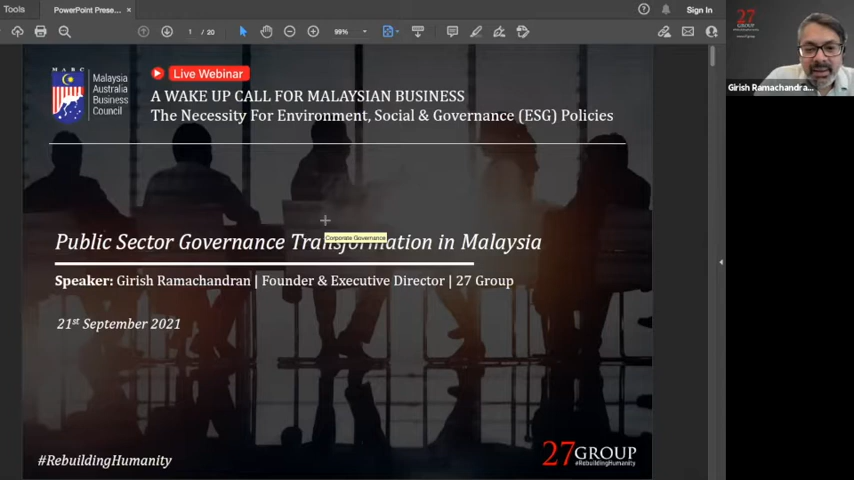 Tools
PowerPoint Prese... ×
Sign In
1 / 20
99%
MABC
Malaysia
Australia
Business
Council
Live Webinar
A WAKE UP CALL FOR MALAYSIAN BUSINESS
The Necessity For Environment, Social & Governance (ESG) Policies
Corporate Governance
Public Sector Governance Transformation in Malaysia
Speaker: Girish Ramachandran | Founder & Executive Director | 27 Group
21st September 2021
#RebuildingHumanity
27GROUP
#RebuildingHumanity
27
GROUP
Girish Ramachandra...